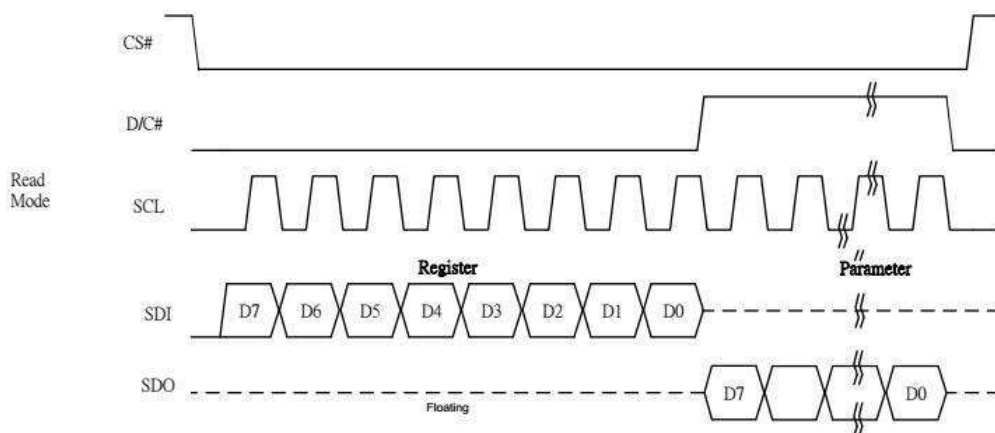 CS#
D/C#
Read
Mode
SCL
Register
Parameter
SDI
D7 D6 D5 D4 D3 D2 D1 D0
SDO
D7
D0
Floating